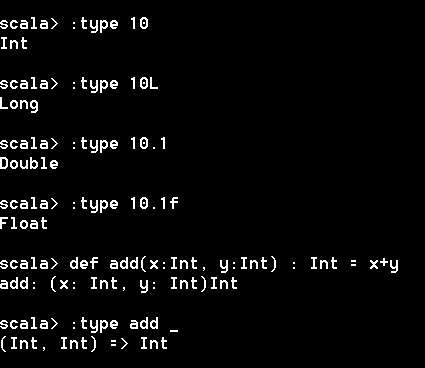 scala> :type 10
Int
scala> :type 10L
Long
scala> :type 10.1
Double
scala> :type 10.1f
Float
scala> def add(x:Int, y:Int) : Int = x+y
add: (x: Int, y: Int)Int
scala> :type add _
(Int, Int) => Int